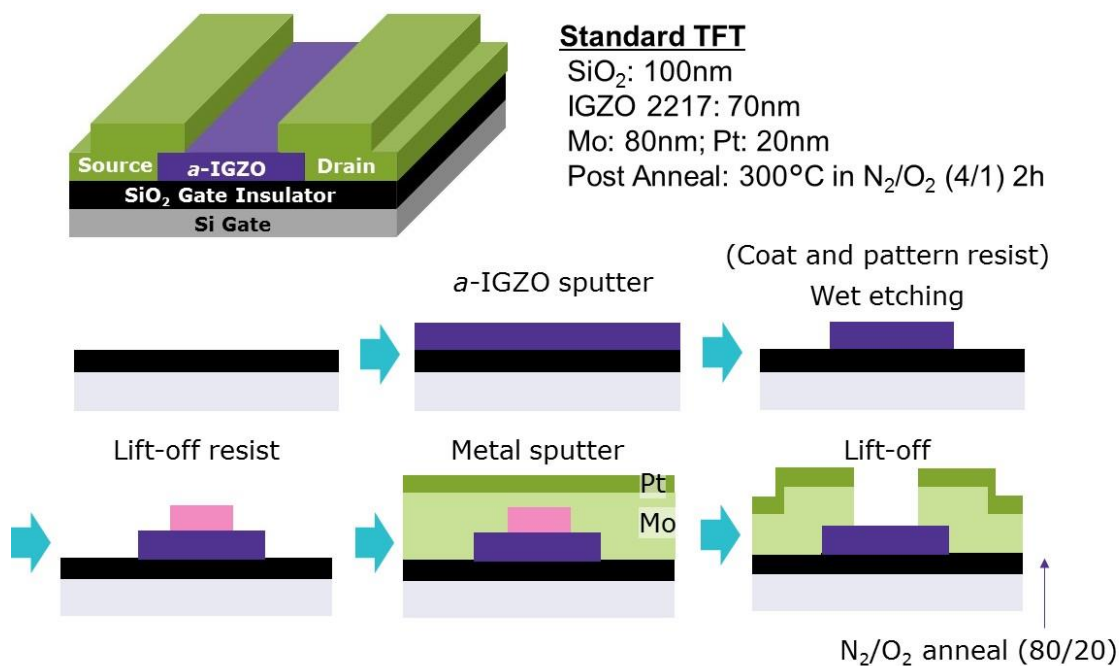 Standard TFT
SiO₂: 100nm
IGZO 2217: 70nm
Mo: 80nm; Pt: 20nm
Post Anneal: 300°C in N₂/O₂ (4/1) 2h
Source a-IGZO Drain
SiO₂ Gate Insulator
Si Gate
a-IGZO sputter
(Coat and pattern resist)
Wet etching
Lift-off resist
Metal sputter
Pt
Mo
Lift-off
N₂/O₂ anneal (80/20)